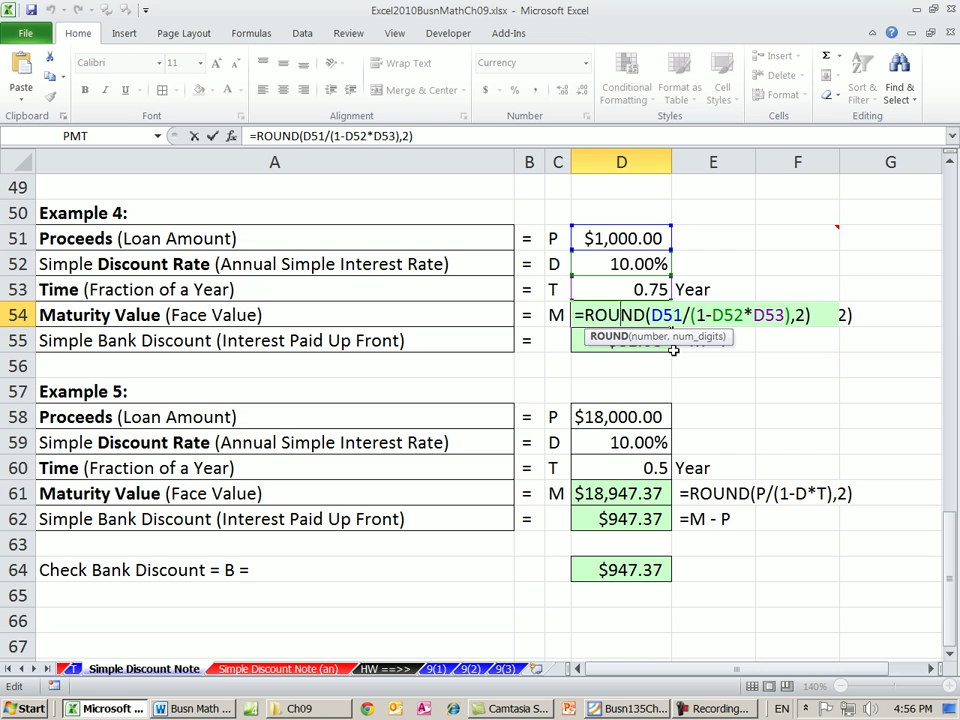 Excel2010BusnMathCh09.xlsx - Microsoft Excel
File Home Insert Page Layout Formulas Data Review View Developer Add-Ins
Paste
Calibri 11
B I U
A A
Wrap Text
Merge & Center
Currency
$ % ,
Conditional Formatting
Format as Table
Cell Styles
Insert
Delete
Format
Sort & Filter
Find & Select
Clipboard Font Alignment Number Styles Cells Editing
PMT fx =ROUND(D51/(1-D52*D53),2)
A B C D E F G
49
50 Example 4:
51 Proceeds (Loan Amount) = P $1,000.00
52 Simple Discount Rate (Annual Simple Interest Rate) = D 10.00%
53 Time (Fraction of a Year) = T 0.75 Year
54 Maturity Value (Face Value) = M =ROUND(D51/(1-D52*D53),2) 2)
ROUND(number, num_digits)
55 Simple Bank Discount (Interest Paid Up Front) =
56
57 Example 5:
58 Proceeds (Loan Amount) = P $18,000.00
59 Simple Discount Rate (Annual Simple Interest Rate) = D 10.00%
60 Time (Fraction of a Year) = T 0.5 Year
61 Maturity Value (Face Value) = M $18,947.37 =ROUND(P/(1-D*T),2)
62 Simple Bank Discount (Interest Paid Up Front) = $947.37 =M - P
63
64 Check Bank Discount = B = $947.37
65
66
67
T Simple Discount Note Simple Discount Note (an) HW ==>> 9(1) 9(2) 9(3)
Edit 140%
Start Microsoft ... Busn Math ... Ch09 Camtasia S... Busn135Ch... Recording... EN 4:56 PM